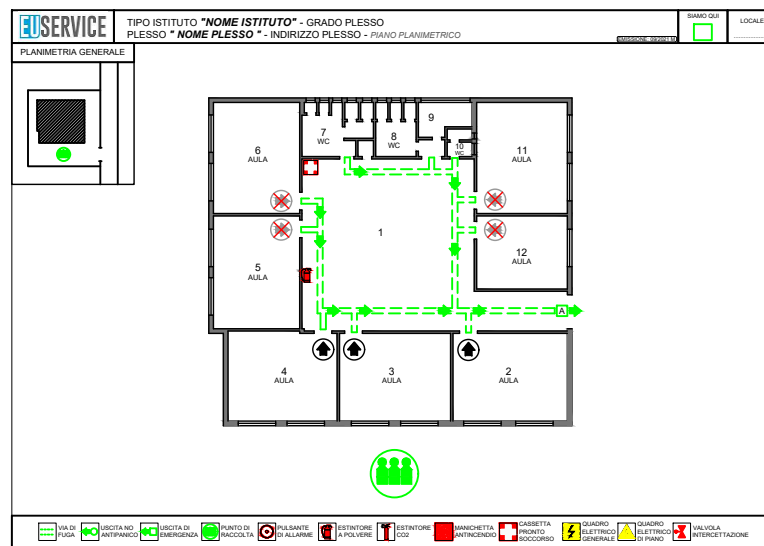 EUSERVICE
TIPO ISTITUTO "NOME ISTITUTO" - GRADO PLESSO
PLESSO " NOME PLESSO " - INDIRIZZO PLESSO - PIANO PLANIMETRICO
SIAMO QUI
LOCALE
PLANIMETRIA GENERALE
6
AULA
7
WC
8
WC
9
10
WC
11
AULA
1
12
AULA
5
AULA
A
4
AULA
3
AULA
2
AULA
VIA DI
FUGA
USCITA NO
ANTIPANICO
USCITA DI
EMERGENZA
PUNTO DI
RACCOLTA
PULSANTE
DI ALLARME
ESTINTORE
A POLVERE
ESTINTORE
CO2
MANICHETTA
ANTINCENDIO
CASSETTA
PRONTO
SOCCORSO
QUADRO
ELETTRICO
GENERALE
QUADRO
ELETTRICO
DI PIANO
VALVOLA
INTERCETTAZIONE